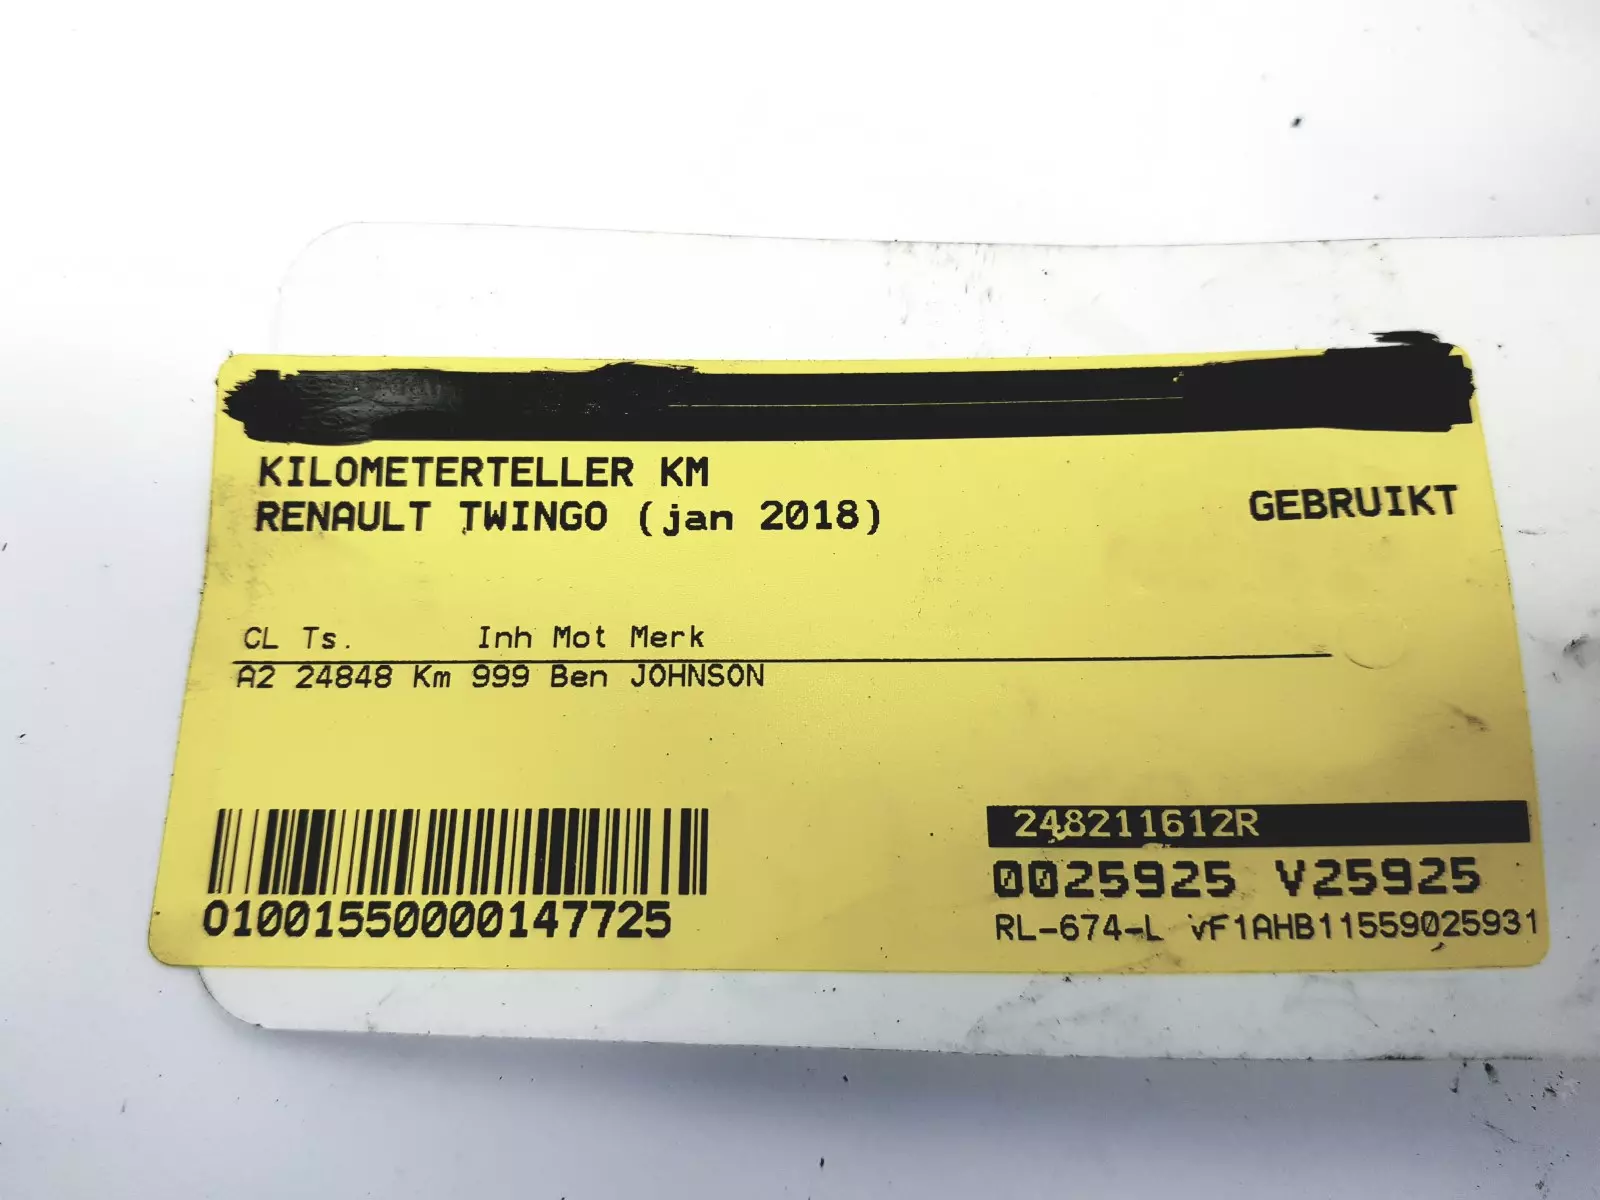 KILOMETERTELLER KM
RENAULT TWINGO (jan 2018)
GEBRUIKT
CL Ts. Inh Mot Merk
A2 24848 Km 999 Ben JOHNSON
248211612R
0025925 V25925
01001550000147725
RL-674-L vF1AHB11559025931